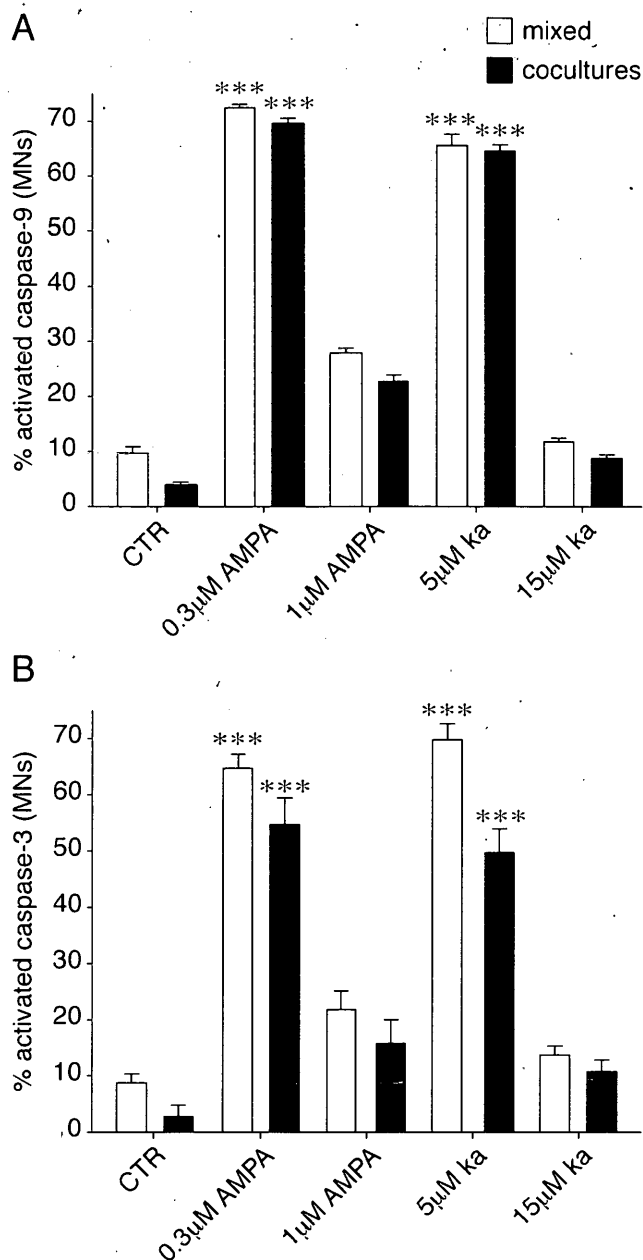 A
mixed
cocultures
% activated caspase-9 (MNs)
70
60
50
40
30
20
10
0
*** *** *** ***
CTR
0.3μM AMPA
1μM AMPA
5μM ka
15μM ka
B
% activated caspase-3 (MNs)
70
60
50
40
30
20
10
0
*** *** *** ***
CTR
0.3μM AMPA
1μM AMPA
5μM ka
15μM ka